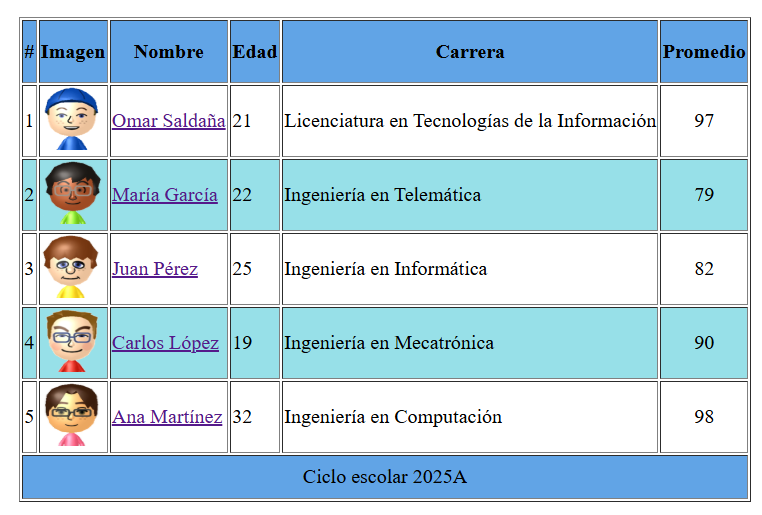 # Imagen Nombre Edad Carrera Promedio
1 Omar Saldaña 21 Licenciatura en Tecnologías de la Información 97
2 María García 22 Ingeniería en Telemática 79
3 Juan Pérez 25 Ingeniería en Informática 82
4 Carlos López 19 Ingeniería en Mecatrónica 90
5 Ana Martínez 32 Ingeniería en Computación 98
Ciclo escolar 2025A